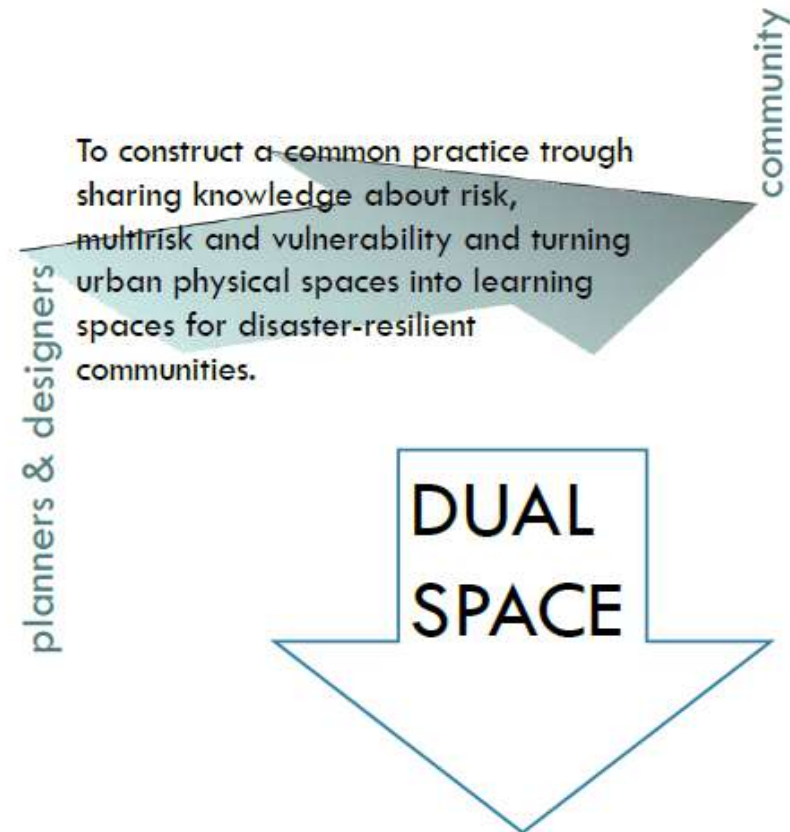 community
To construct a common practice trough
sharing knowledge about risk,
multirisk and vulnerability and turning
urban physical spaces into learning
spaces for disaster-resilient
communities.
planners & designers
DUAL
SPACE